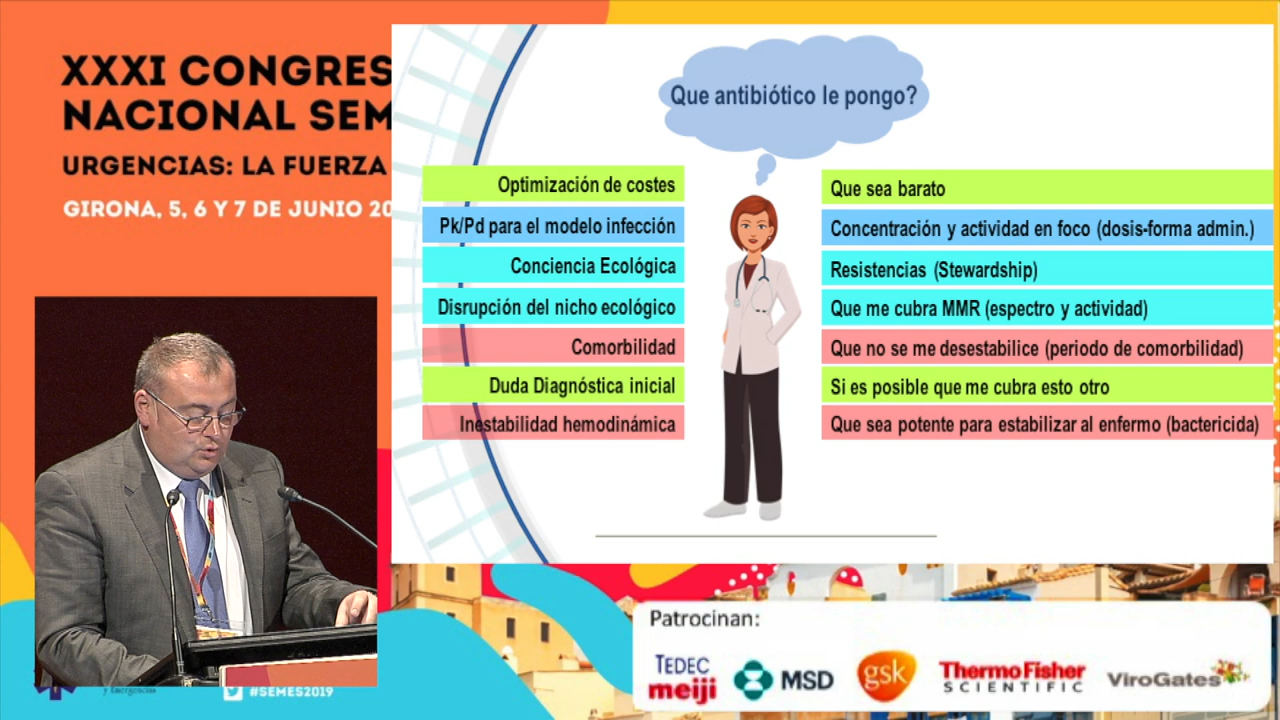 XXXI CONGRES
NACIONAL SEM
URGENCIAS: LA FUERZA
GIRONA, 5, 6 Y 7 DE JUNIO 20
Que antibiótico le pongo?
Optimización de costes
Que sea barato
Pk/Pd para el modelo infección
Concentración y actividad en foco (dosis-forma admin.)
Conciencia Ecológica
Resistencias (Stewardship)
Disrupción del nicho ecológico
Que me cubra MMR (espectro y actividad)
Comorbilidad
Que no se me desestabilice (periodo de comorbilidad)
Duda Diagnóstica inicial
Si es posible que me cubra esto otro
Inestabilidad hemodinámica
Que sea potente para estabilizar al enfermo (bactericida)
y Emergencias
#SEMES2019
Patrocinan:
TEDEC
meiji
MSD
gsk
ThermoFisher
SCIENTIFIC
ViroGates